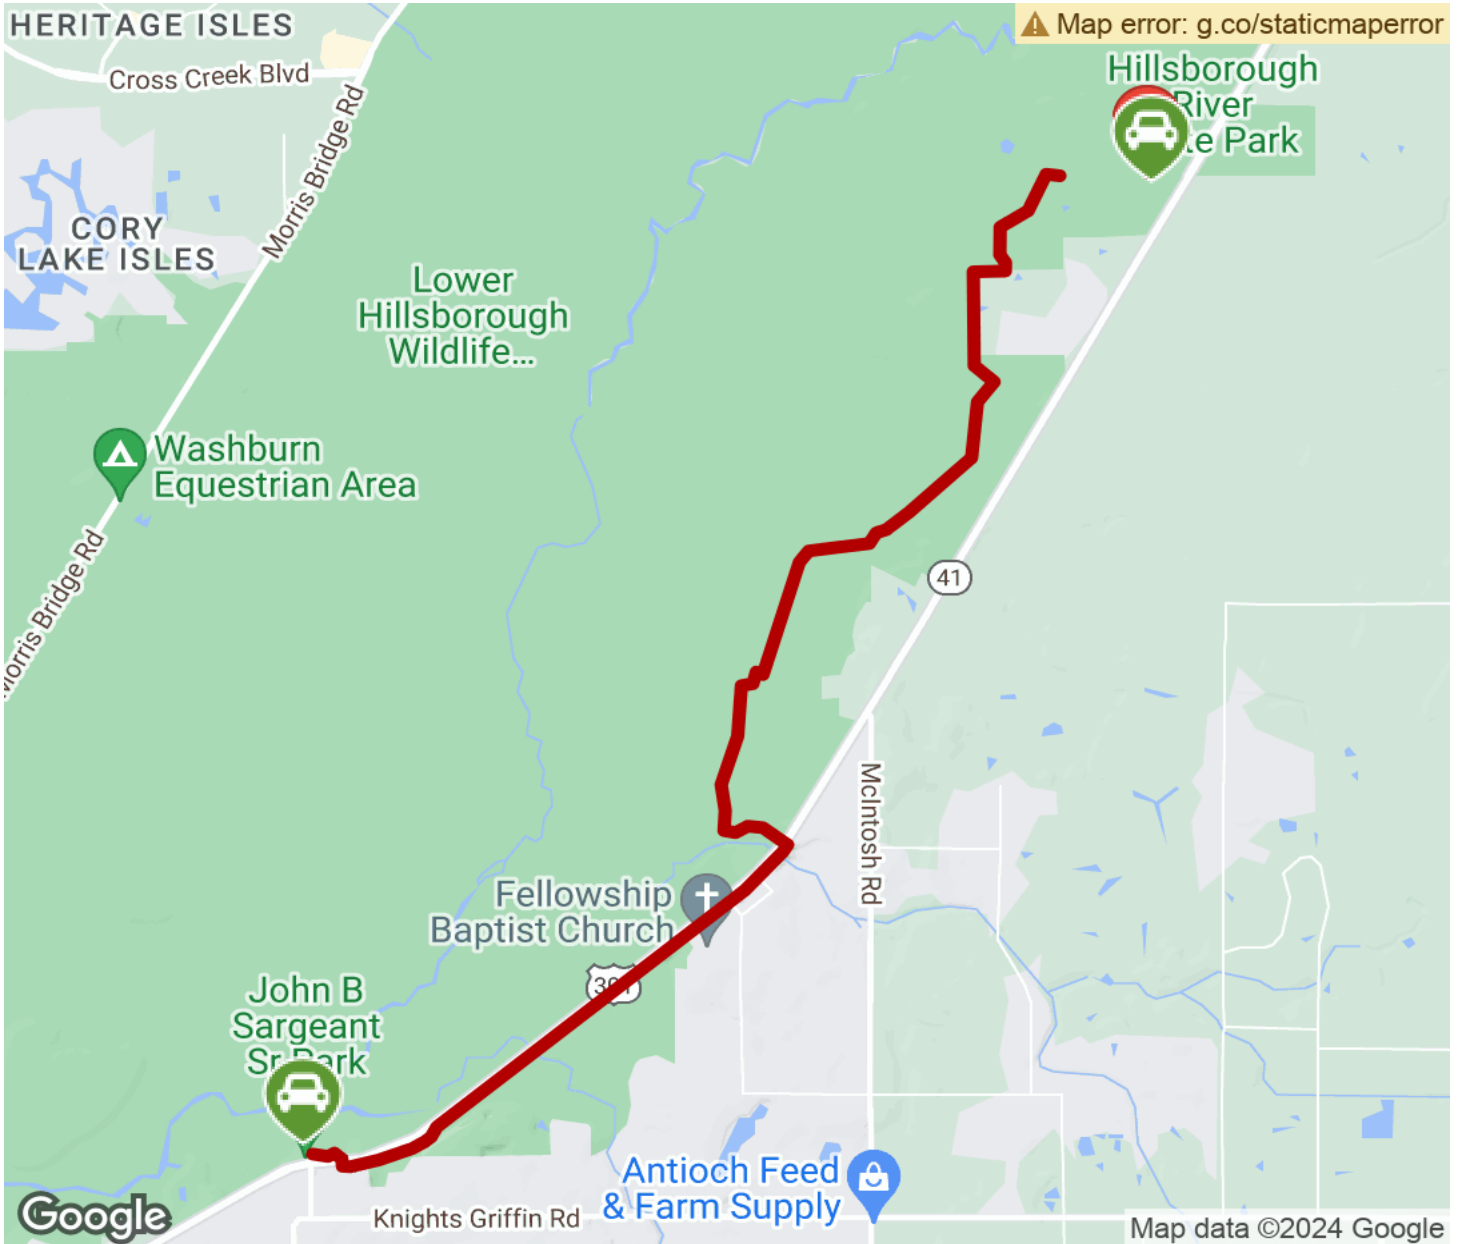 HERITAGE ISLES
Map error: g.co/staticmaperror
Cross Creek Blvd
Hillsborough
River
te Park
Morris Bridge Rd
CORY
LAKE ISLES
Lower
Hillsborough
Wildlife...
Washburn
Equestrian Area
Morris Bridge Rd
41
McIntosh Rd
Fellowship
Baptist Church
301
John B
Sargeant
Sr Park
Antioch Feed
& Farm Supply
Knights Griffin Rd
Google
Map data ©2024 Google